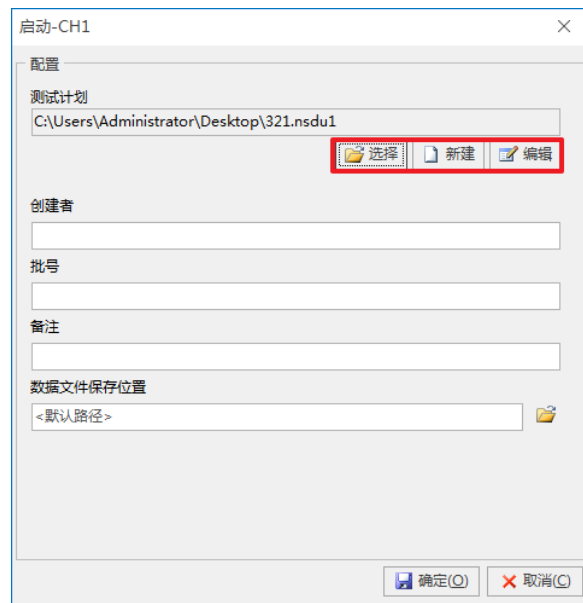 启动-CH1
配置
测试计划
C:\Users\Administrator\Desktop\321.nsdu1
选择 新建 编辑
创建者
批号
备注
数据文件保存位置
<默认路径>
确定(O) 取消(C)